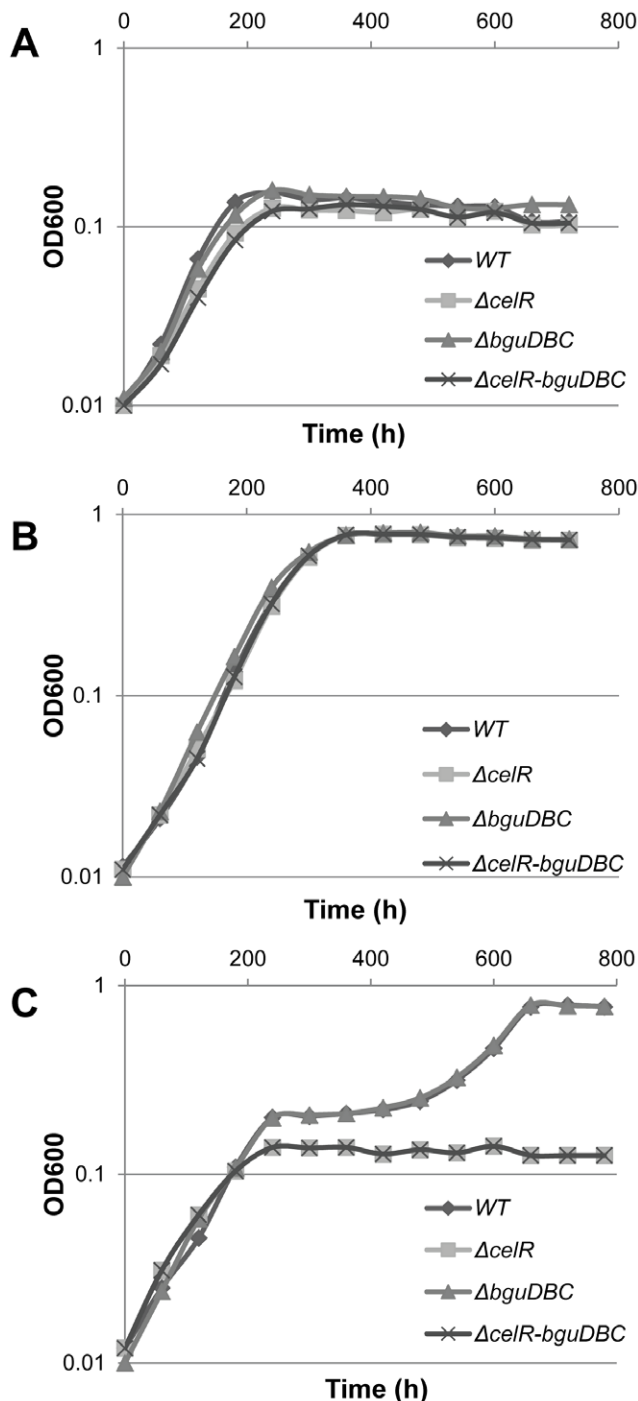 A
0 200 400 600 800
1
0.1
0.01
OD600
WT
ΔcelR
ΔbguDBC
ΔcelR-bguDBC
Time (h)
B
0 200 400 600 800
1
0.1
0.01
OD600
WT
ΔcelR
ΔbguDBC
ΔcelR-bguDBC
Time (h)
C
0 200 400 600 800
1
0.1
0.01
OD600
WT
ΔcelR
ΔbguDBC
ΔcelR-bguDBC
Time (h)